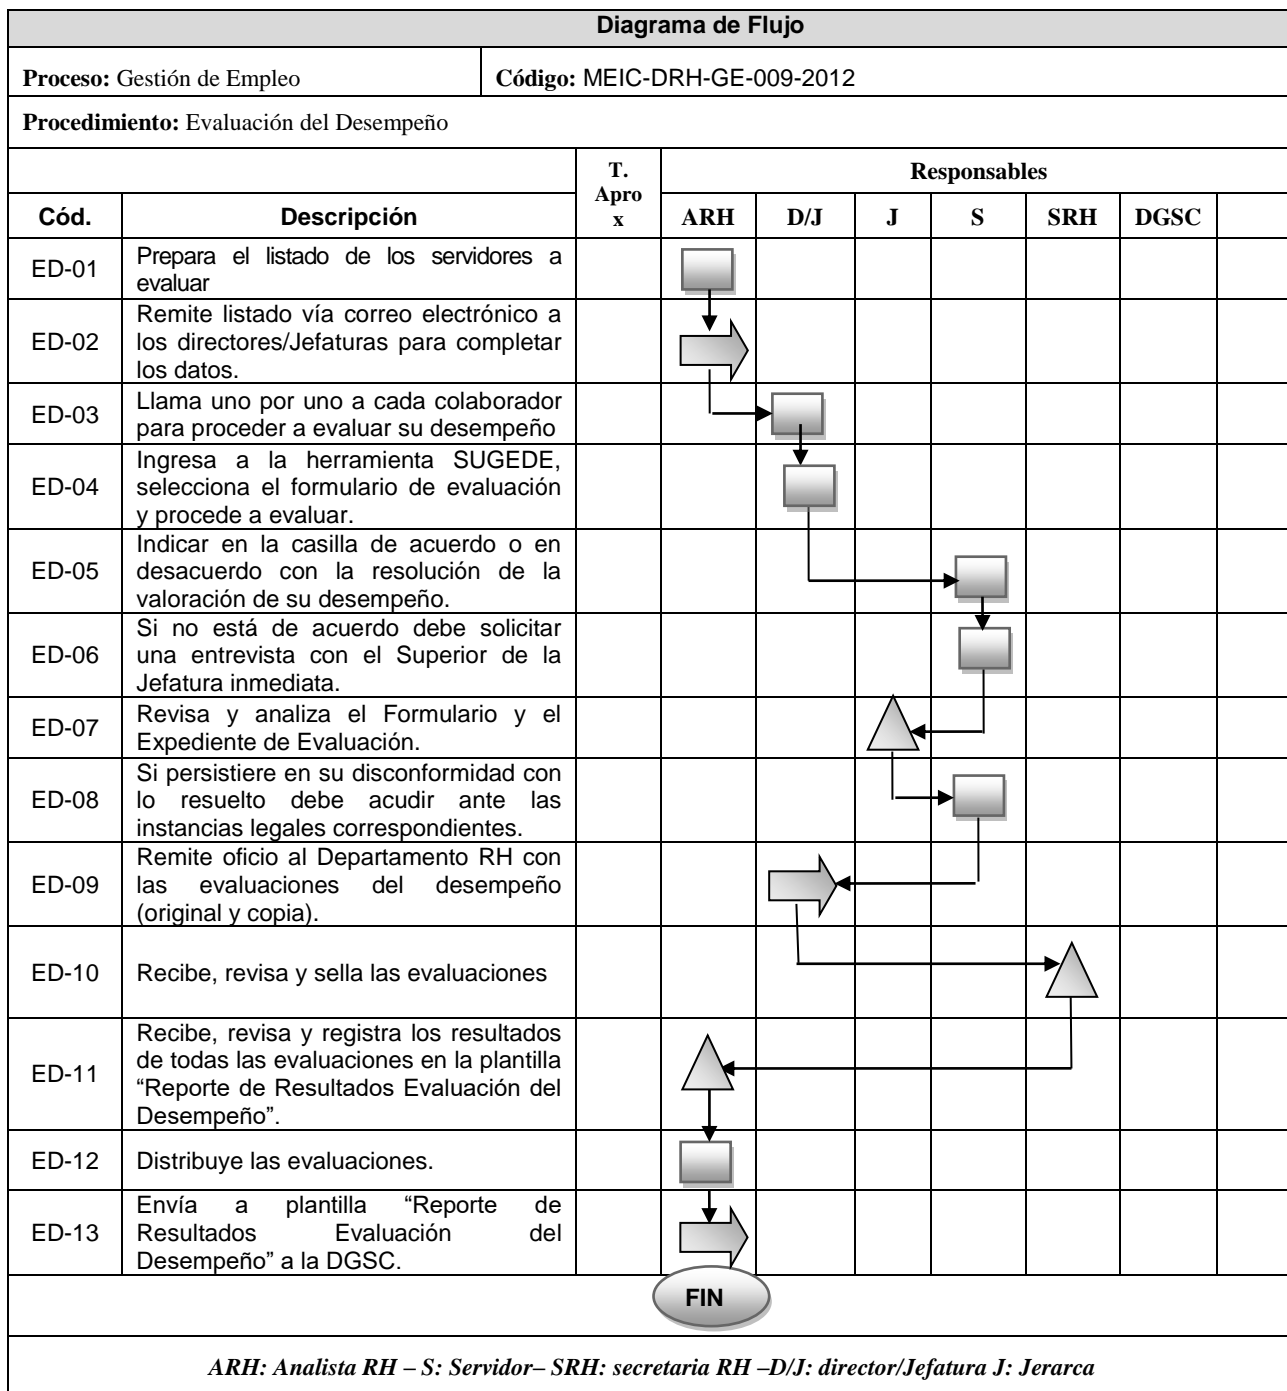 Diagrama de Flujo
Proceso: Gestión de Empleo
Código: MEIC-DRH-GE-009-2012
Procedimiento: Evaluación del Desempeño
T.
Apro
x
Responsables
Cód.
Descripción
ARH
D/J
J
S
SRH
DGSC
ED-01
Prepara el listado de los servidores a
evaluar
ED-02
Remite listado vía correo electrónico a
los directores/Jefaturas para completar
los datos.
ED-03
Llama uno por uno a cada colaborador
para proceder a evaluar su desempeño
ED-04
Ingresa a la herramienta SUGEDE,
selecciona el formulario de evaluación
y procede a evaluar.
ED-05
Indicar en la casilla de acuerdo o en
desacuerdo con la resolución de la
valoración de su desempeño.
ED-06
Si no está de acuerdo debe solicitar
una entrevista con el Superior de la
Jefatura inmediata.
ED-07
Revisa y analiza el Formulario y el
Expediente de Evaluación.
ED-08
Si persistiere en su disconformidad con
lo resuelto debe acudir ante las
instancias legales correspondientes.
ED-09
Remite oficio al Departamento RH con
las evaluaciones del desempeño
(original y copia).
ED-10
Recibe, revisa y sella las evaluaciones
ED-11
Recibe, revisa y registra los resultados
de todas las evaluaciones en la plantilla
“Reporte de Resultados Evaluación del
Desempeño”.
ED-12
Distribuye las evaluaciones.
ED-13
Envía a plantilla “Reporte de
Resultados Evaluación del
Desempeño” a la DGSC.
FIN
ARH: Analista RH – S: Servidor– SRH: secretaria RH –D/J: director/Jefatura J: Jerarca